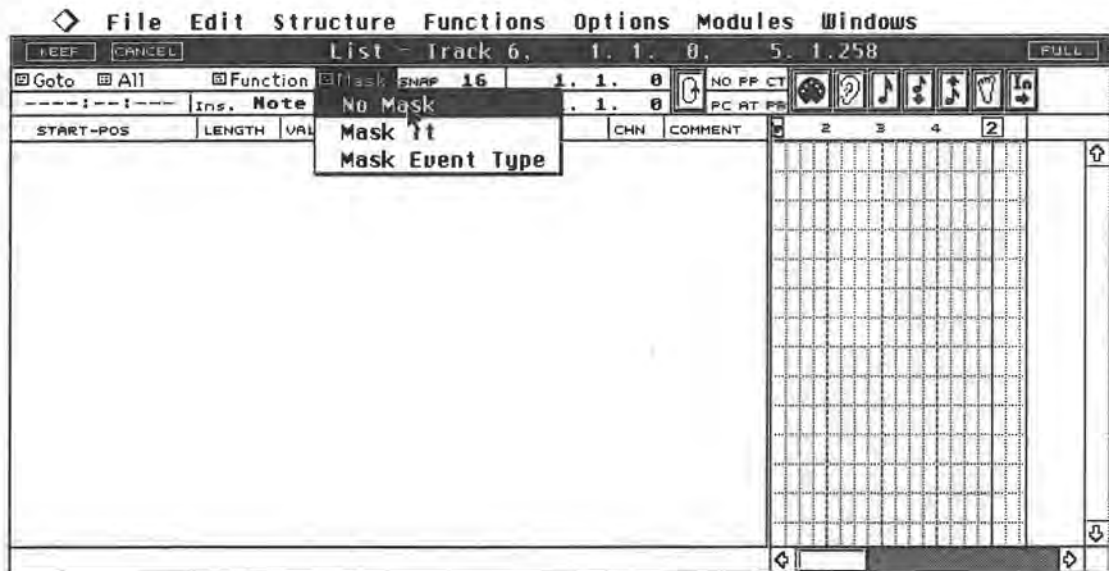 File Edit Structure Functions Options Modules Windows
KEEP CANCEL List - Track 6, 1. 1. 0, 5. 1.258 FULL
Goto All Function Mask SNAP 16 1. 1. 0 NO PP CT In
----:--:--- Ins. Note No Mask . 1. 0 PC AT PB
START-POS LENGTH VAL Mask It CHN COMMENT 2 3 4 2
Mask Event Type